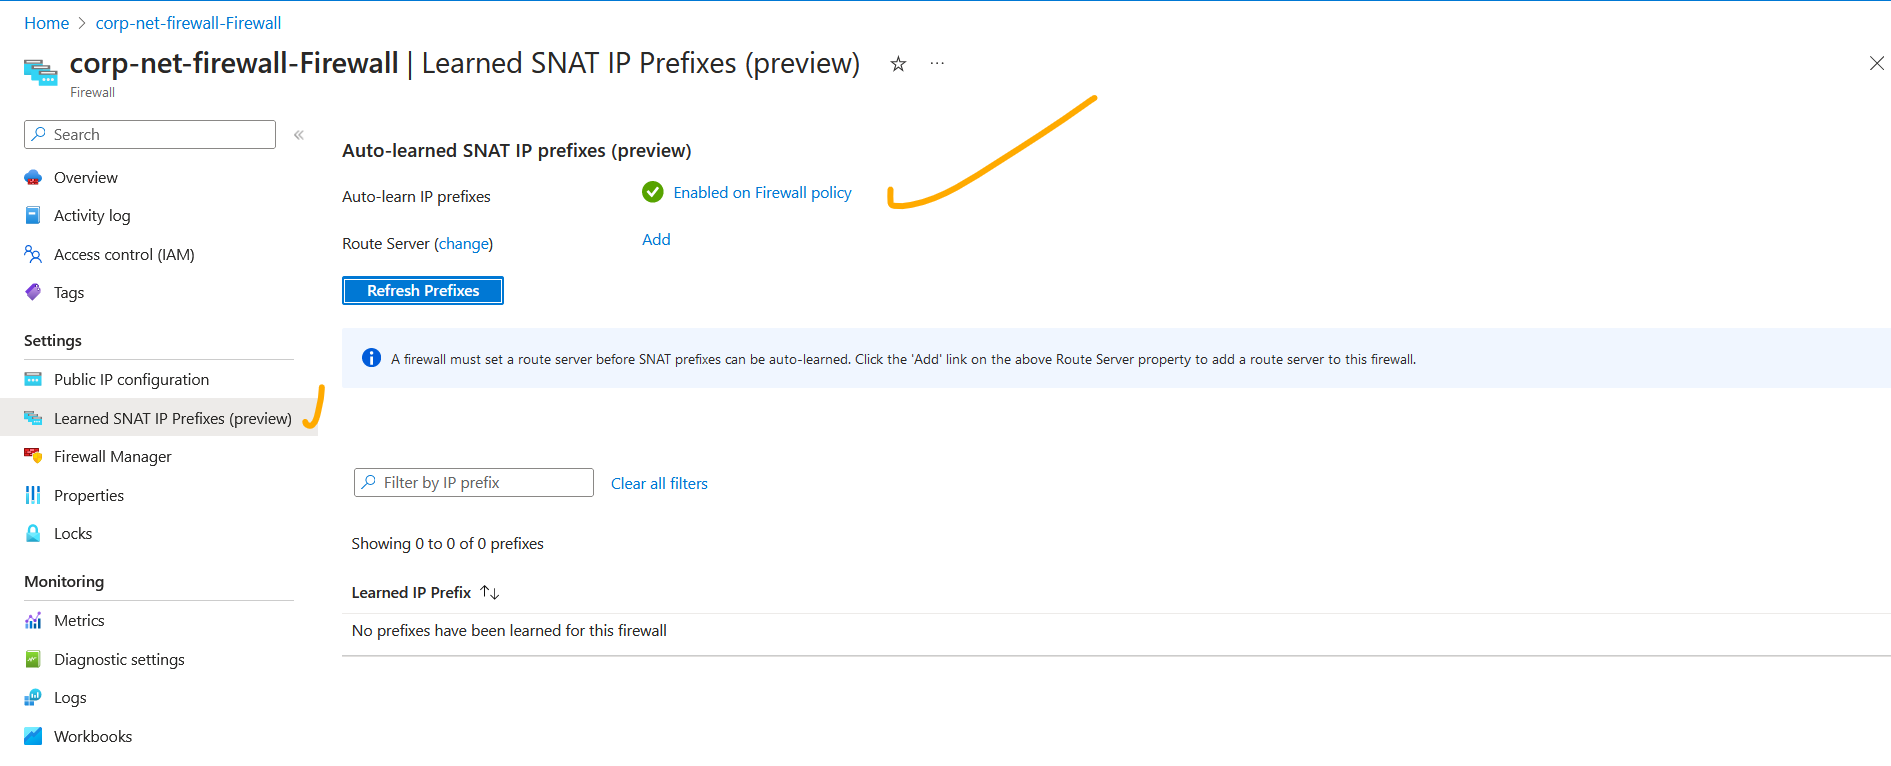 Home > corp-net-firewall-Firewall
corp-net-firewall-Firewall | Learned SNAT IP Prefixes (preview)
Firewall
Search
Overview
Activity log
Access control (IAM)
Tags
Settings
Public IP configuration
Learned SNAT IP Prefixes (preview)
Firewall Manager
Properties
Locks
Monitoring
Metrics
Diagnostic settings
Logs
Workbooks
Auto-learned SNAT IP prefixes (preview)
Auto-learn IP prefixes Enabled on Firewall policy
Route Server (change) Add
Refresh Prefixes
A firewall must set a route server before SNAT prefixes can be auto-learned. Click the 'Add' link on the above Route Server property to add a route server to this firewall.
Filter by IP prefix Clear all filters
Showing 0 to 0 of 0 prefixes
Learned IP Prefix ↑↓
No prefixes have been learned for this firewall